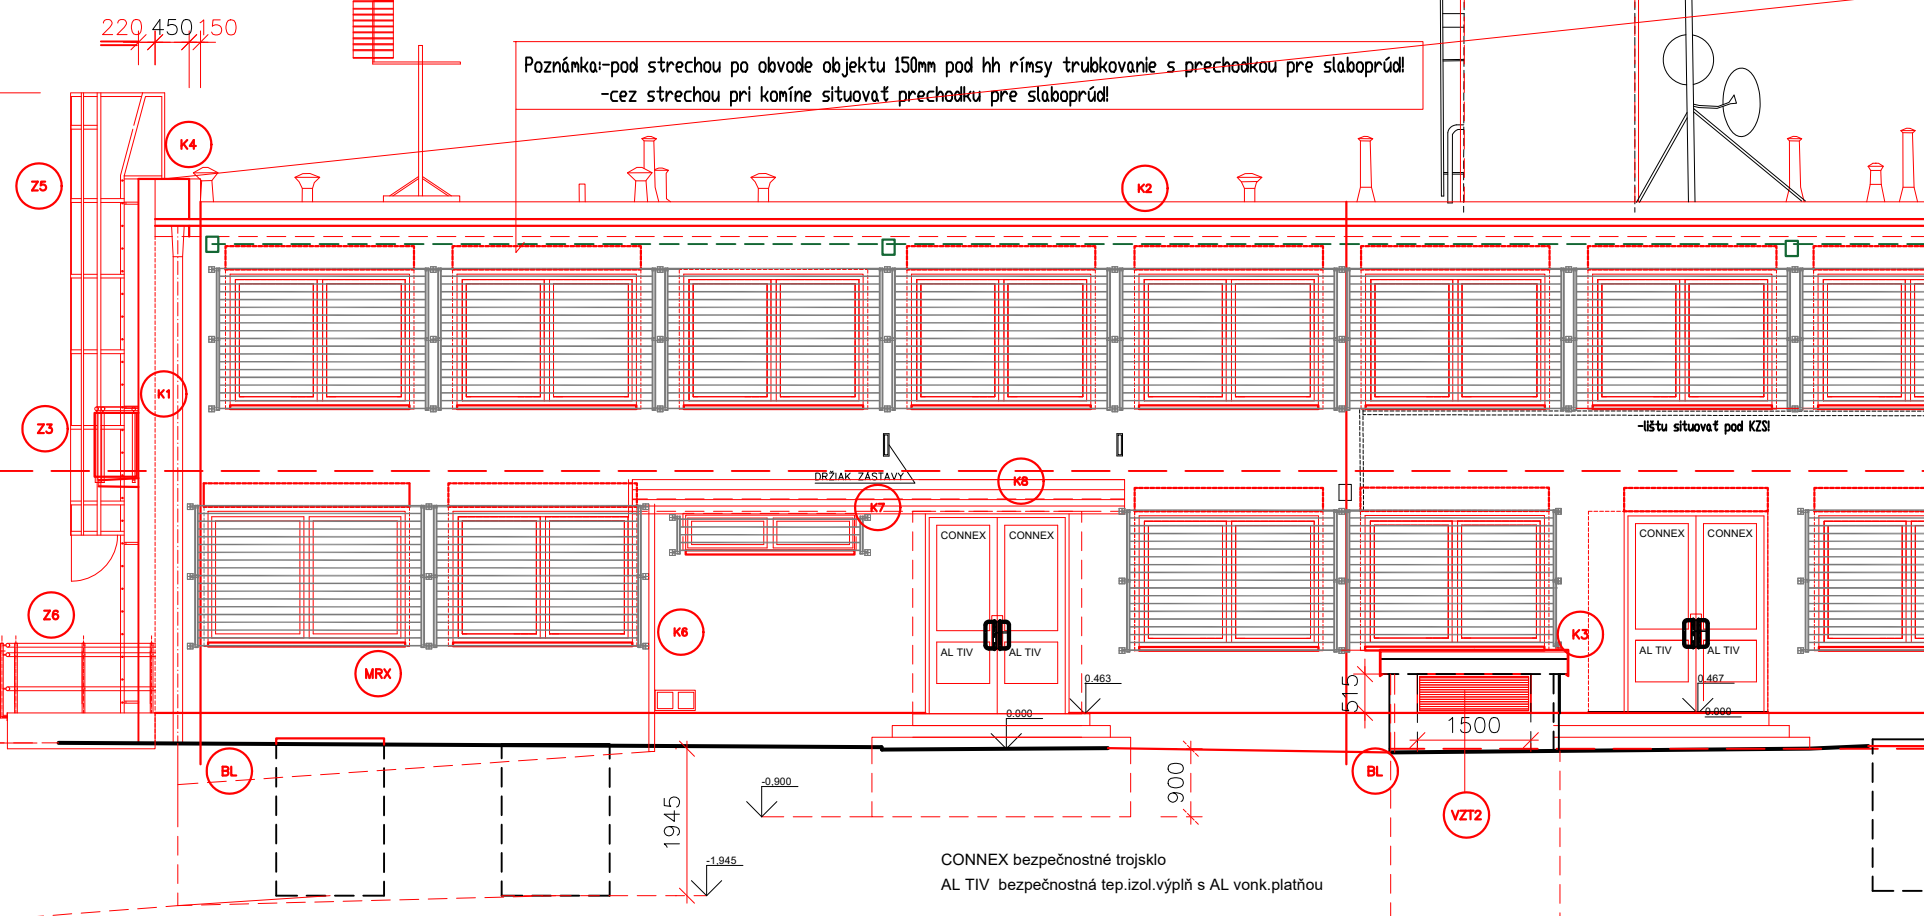 220 450 150
Poznámka:-pod strechou po obvode objektu 150mm pod hh rímsy trubkovanie s prechodkou pre slaboprúd!
-cez strechou pri komíne situovať prechodku pre slaboprúd!
K4
Z5
K2
K1
Z3
-lištu situovať pod KZS!
DRŽIAK ZÁSTAVY
K8
K7
CONNEX CONNEX
CONNEX CONNEX
Z6
K6
K3
AL TIV AL TIV
AL TIV AL TIV
MRX
0.463
0.467
515
0.000
0.000
1500
BL
BL
-0,900
900
1945
VZT2
-1,945
CONNEX bezpečnostné trojsklo
AL TIV bezpečnostná tep.izol.výplň s AL vonk.platňou